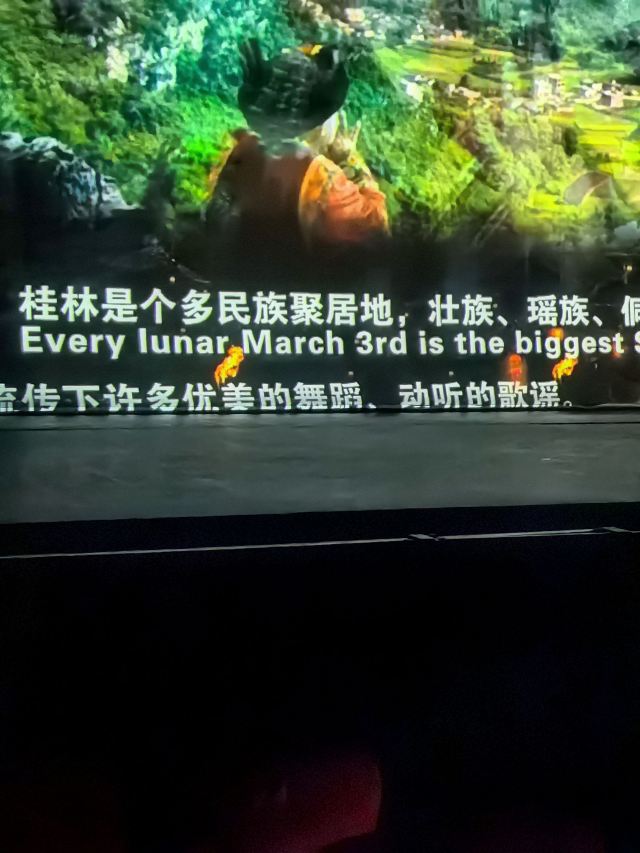 桂林是个多民族聚居地，壮族、瑶族、侗
Every lunar March 3rd is the biggest S
流传下许多优美的舞蹈、动听的歌谣。